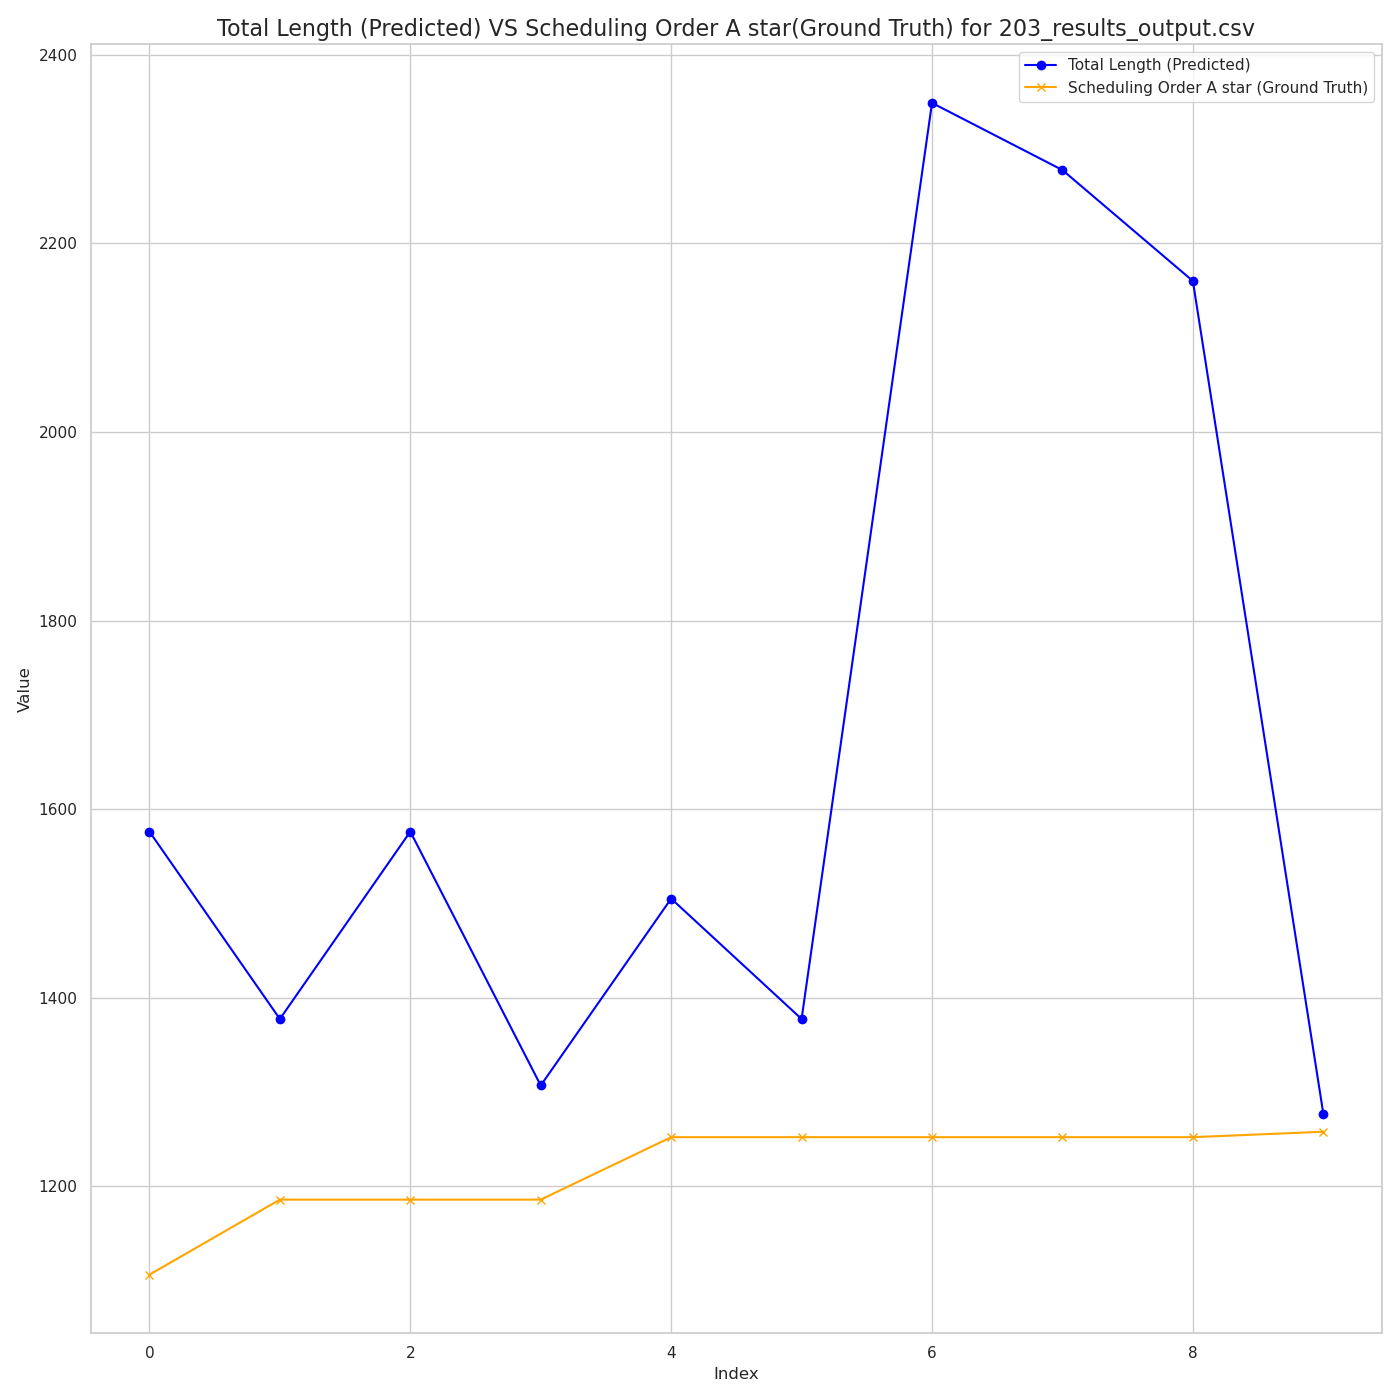 Total Length (Predicted) VS Scheduling Order A star(Ground Truth) for 203_results_output.csv
Total Length (Predicted)
Scheduling Order A star (Ground Truth)
2400
2200
2000
1800
1600
1400
1200
Value
0 2 4 6 8
Index